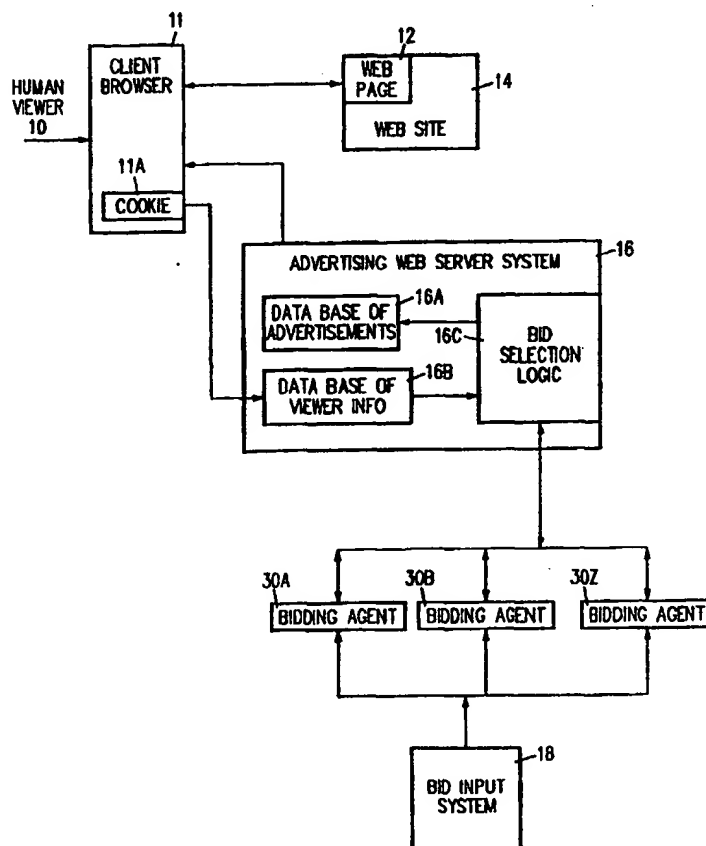 11
12
CLIENT
BROWSER
WEB
PAGE
14
HUMAN
VIEWER
10
WEB SITE
11A
COOKIE
ADVERTISING WEB SERVER SYSTEM
16
16A
DATA BASE OF
ADVERTISEMENTS
16C
BID
SELECTION
LOGIC
16B
DATA BASE OF
VIEWER INFO
30A
30B
30Z
BIDDING AGENT
BIDDING AGENT
BIDDING AGENT
18
BID INPUT
SYSTEM